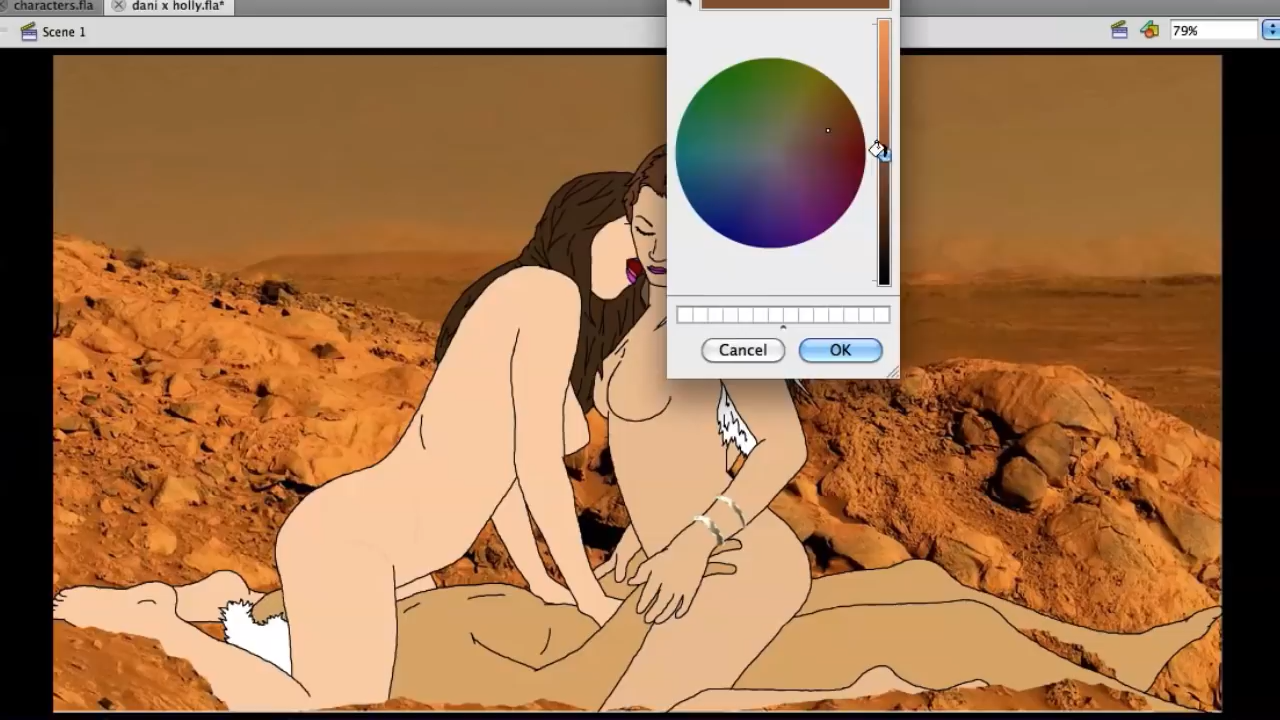 characters.fla
dani x holly.fla*
Scene 1
79%
Cancel
OK